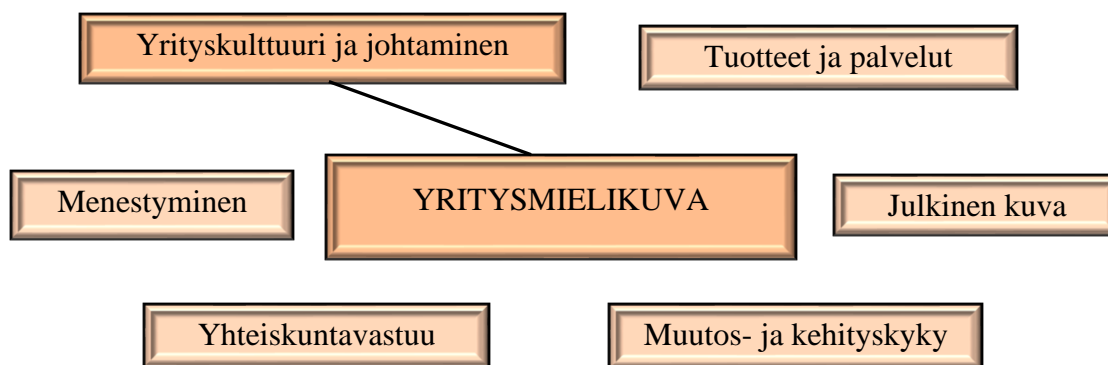 Yrityskulttuuri ja johtaminen
Tuotteet ja palvelut
Menestyminen
YRITYSMIELIKUVA
Julkinen kuva
Yhteiskuntavastuu
Muutos- ja kehityskyky